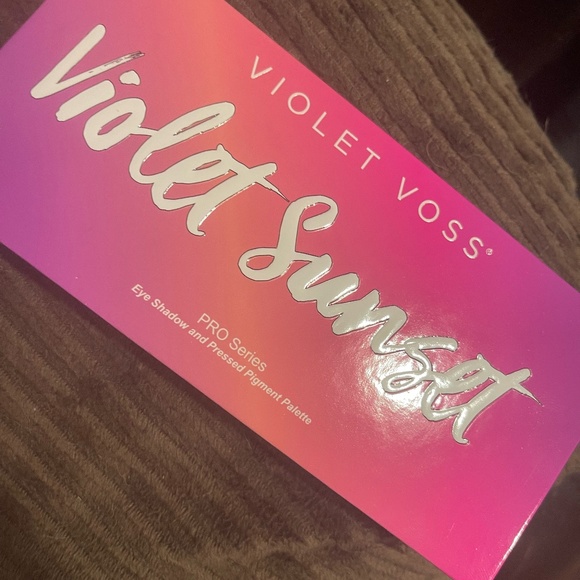 VIOLET VOSS®
Violet Sunset
PRO Series
Eye Shadow and Pressed Pigment Palette